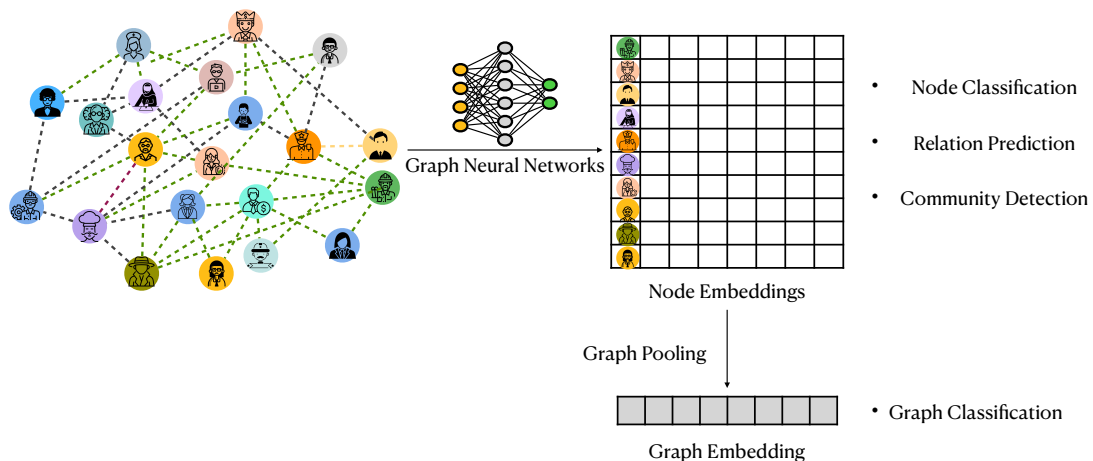 Graph Neural Networks
Node Embeddings
Graph Pooling
Graph Embedding
• Node Classification
• Relation Prediction
• Community Detection
• Graph Classification